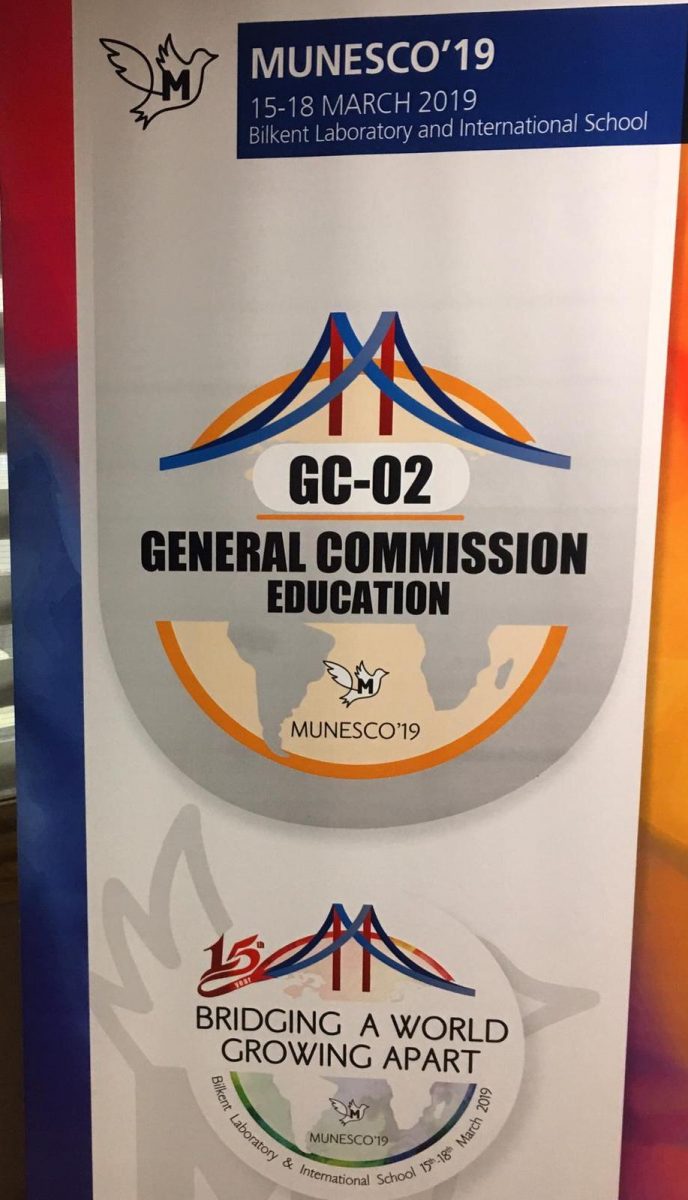 M
MUNESCO'19
15-18 MARCH 2019
Bilkent Laboratory and International School
GC-02
GENERAL COMMISSION
EDUCATION
M
MUNESCO'19
15th
year
BRIDGING A WORLD
GROWING APART
M
MUNESCO'19
Bilkent Laboratory & International School 15th-18th March 2019